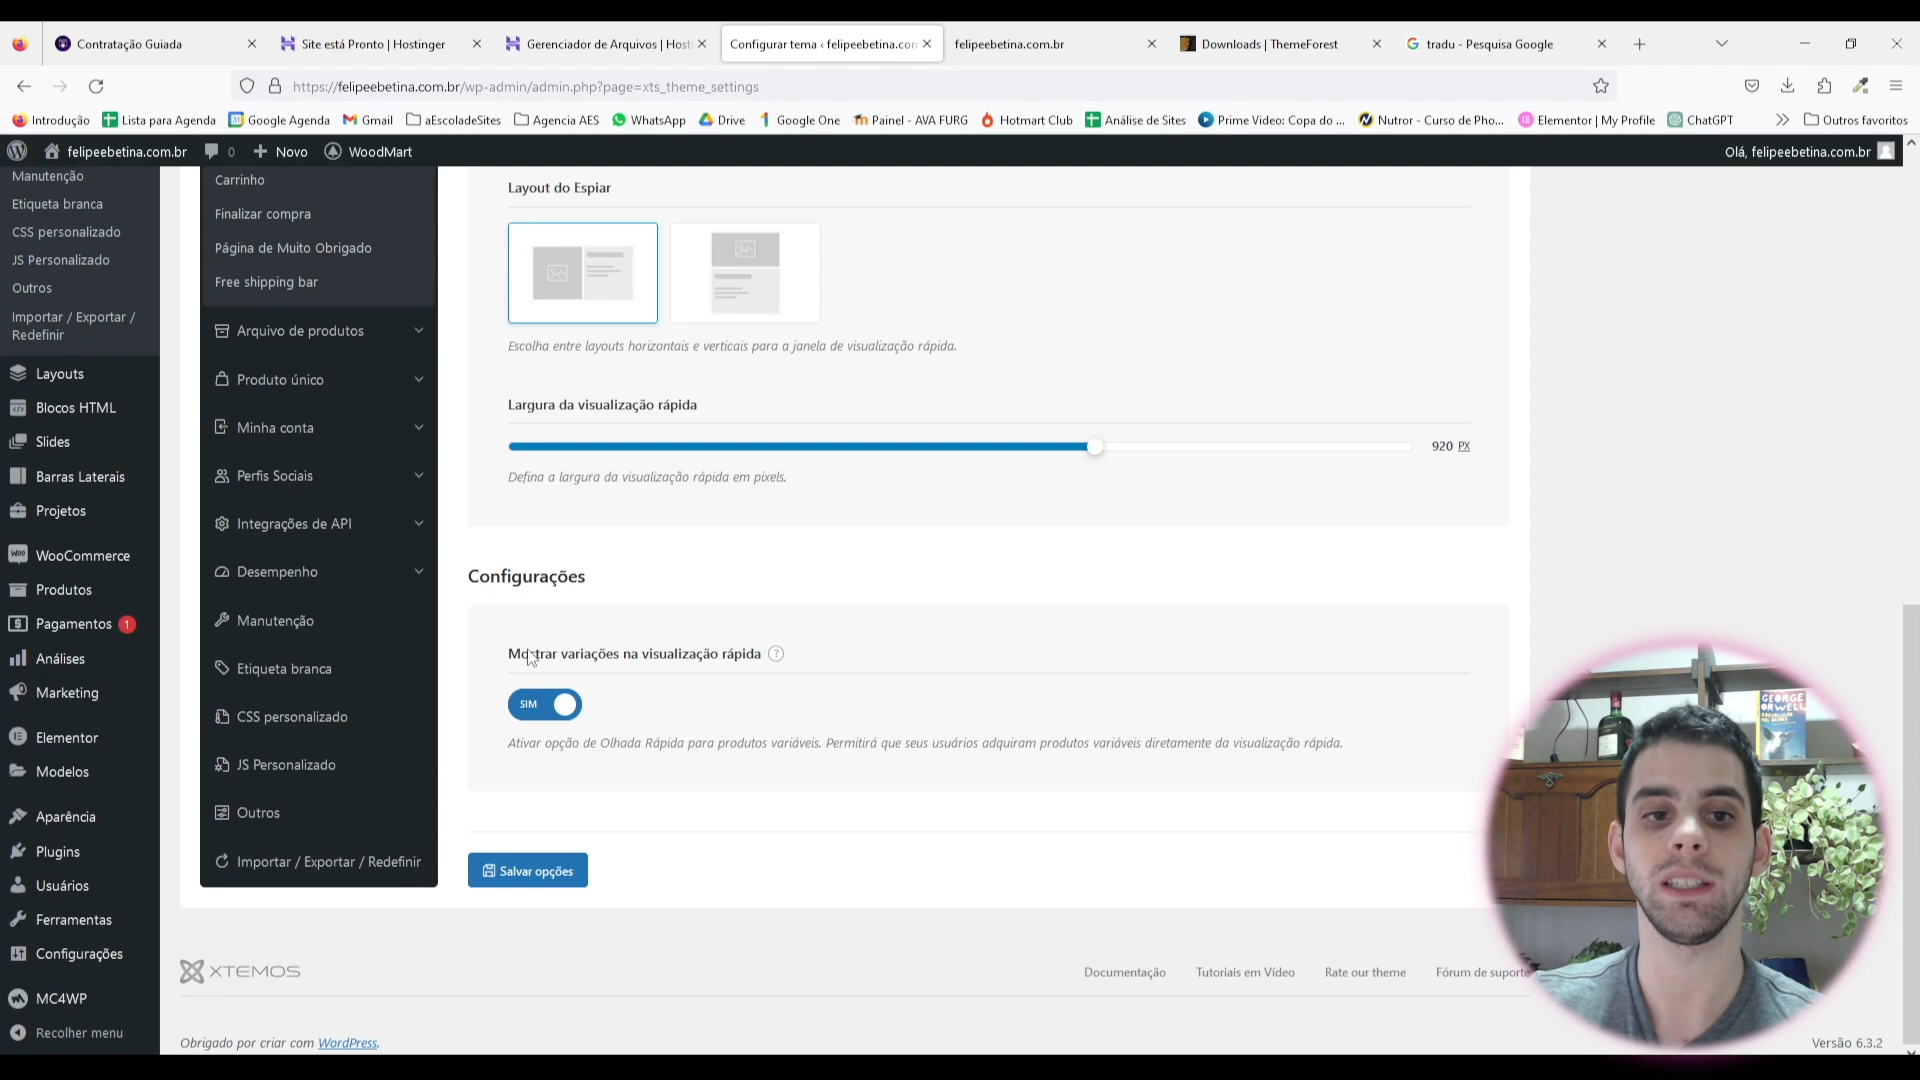 Contratação Guiada
Site está Pronto | Hostinger
Gerenciador de Arquivos | Host
Configurar tema ‹ felipeebetina.con
felipeebetina.com.br
Downloads | ThemeForest
tradu - Pesquisa Google
https://felipeebetina.com.br/wp-admin/admin.php?page=xts_theme_settings
Introdução
Lista para Agenda
Google Agenda
Gmail
aEscoladeSites
Agencia AES
WhatsApp
Drive
Google One
Painel - AVA FURG
Hotmart Club
Análise de Sites
Prime Video: Copa do ...
Nutror - Curso de Pho...
Elementor | My Profile
ChatGPT
Outros favoritos
felipeebetina.com.br
0
Novo
WoodMart
Olá, felipeebetina.com.br
Manutenção
Etiqueta branca
CSS personalizado
JS Personalizado
Outros
Importar / Exportar /
Redefinir
Layouts
Blocos HTML
Slides
Barras Laterais
Projetos
WooCommerce
Produtos
Pagamentos 1
Análises
Marketing
Elementor
Modelos
Aparência
Plugins
Usuários
Ferramentas
Configurações
MC4WP
Recolher menu
Carrinho
Finalizar compra
Página de Muito Obrigado
Free shipping bar
Arquivo de produtos
Produto único
Minha conta
Perfis Sociais
Integrações de API
Desempenho
Manutenção
Etiqueta branca
CSS personalizado
JS Personalizado
Outros
Importar / Exportar / Redefinir
Layout do Espiar
Escolha entre layouts horizontais e verticais para a janela de visualização rápida.
Largura da visualização rápida
920 PX
Defina a largura da visualização rápida em pixels.
Configurações
Mostrar variações na visualização rápida ?
SIM
Ativar opção de Olhada Rápida para produtos variáveis. Permitirá que seus usuários adquiram produtos variáveis diretamente da visualização rápida.
Salvar opções
XTEMOS
Documentação
Tutoriais em Vídeo
Rate our theme
Fórum de suporte
Obrigado por criar com WordPress.
Versão 6.3.2
GEORGE
ORWELL